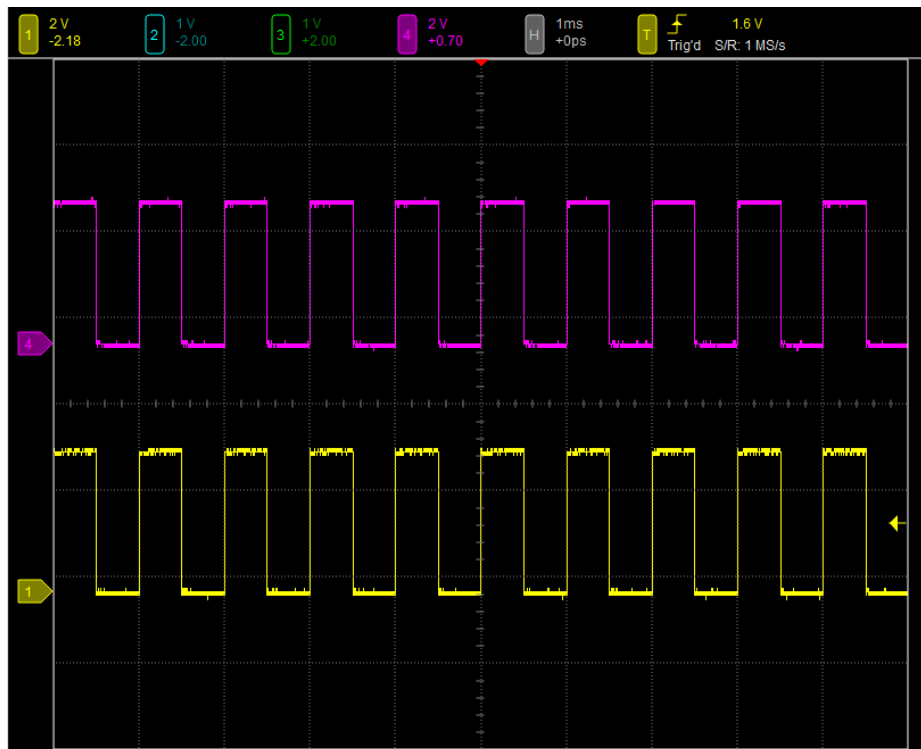 1 2 V -2.18
2 1 V -2.00
3 1 V +2.00
4 2 V +0.70
H 1ms +0ps
T 1.6 V
Trig'd S/R: 1 MS/s
4
1